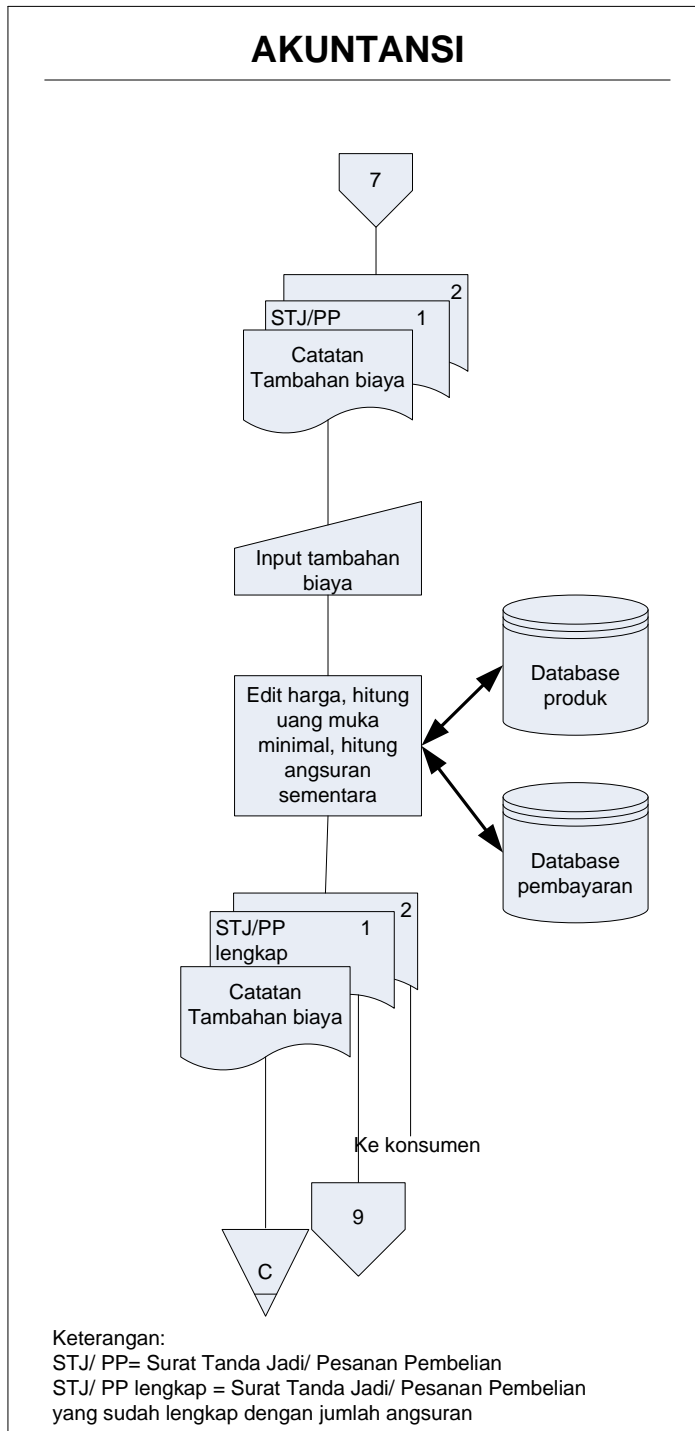 AKUNTANSI
7
2
STJ/PP 1
Catatan
Tambahan biaya
Input tambahan
biaya
Edit harga, hitung
uang muka
minimal, hitung
angsuran
sementara
Database
produk
Database
pembayaran
2
STJ/PP 1
lengkap
Catatan
Tambahan biaya
Ke konsumen
9
C
Keterangan:
STJ/ PP= Surat Tanda Jadi/ Pesanan Pembelian
STJ/ PP lengkap = Surat Tanda Jadi/ Pesanan Pembelian
yang sudah lengkap dengan jumlah angsuran